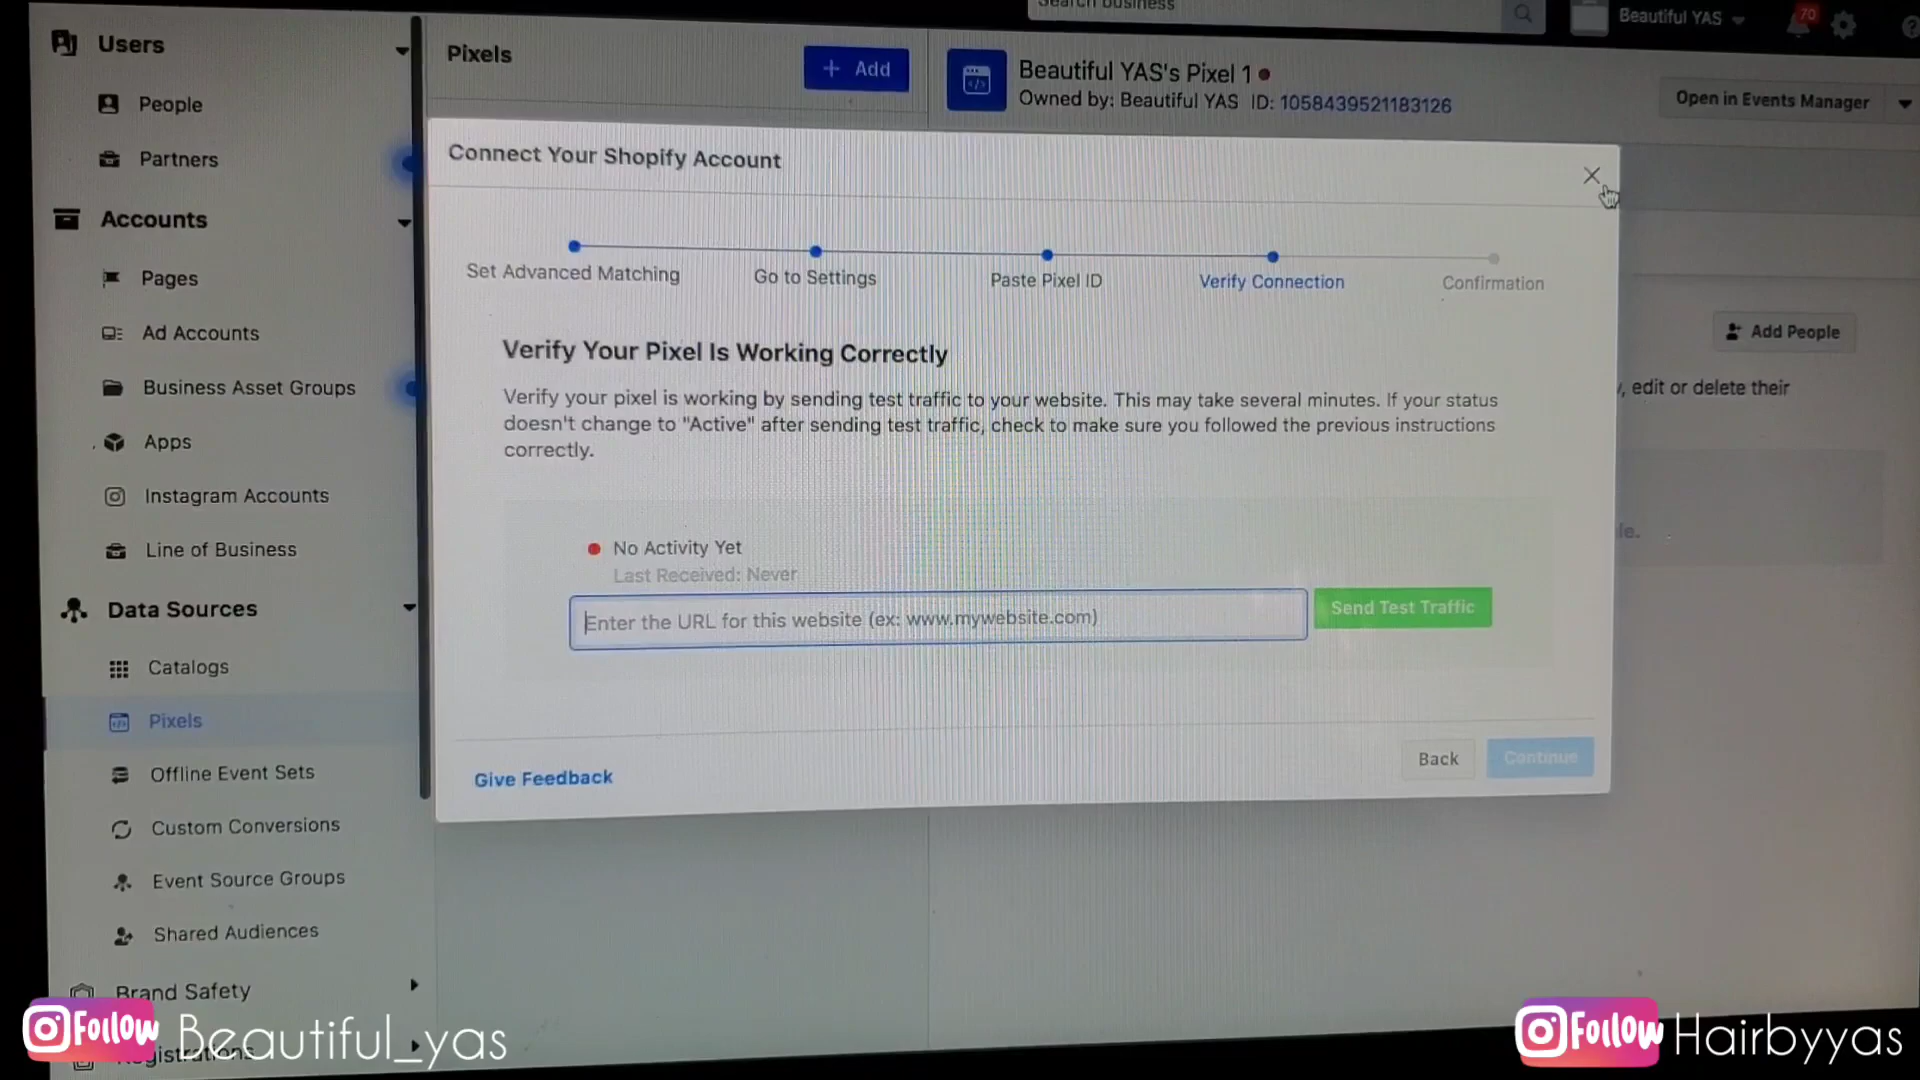 Search business
Beautiful YAS
70
Users
People
Partners
Accounts
Pages
Ad Accounts
Business Asset Groups
Apps
Instagram Accounts
Line of Business
Data Sources
Catalogs
Pixels
Offline Event Sets
Custom Conversions
Event Source Groups
Shared Audiences
Brand Safety
Pixels
+ Add
Beautiful YAS's Pixel 1
Owned by: Beautiful YAS ID: 1058439521183126
Open in Events Manager
Add People
, edit or delete their
Connect Your Shopify Account
Set Advanced Matching
Go to Settings
Paste Pixel ID
Verify Connection
Confirmation
Verify Your Pixel Is Working Correctly
Verify your pixel is working by sending test traffic to your website. This may take several minutes. If your status
doesn't change to "Active" after sending test traffic, check to make sure you followed the previous instructions
correctly.
No Activity Yet
Last Received: Never
Enter the URL for this website (ex: www.mywebsite.com)
Send Test Traffic
Give Feedback
Back
Continue
Follow Beautiful_yas
Follow Hairbyyas